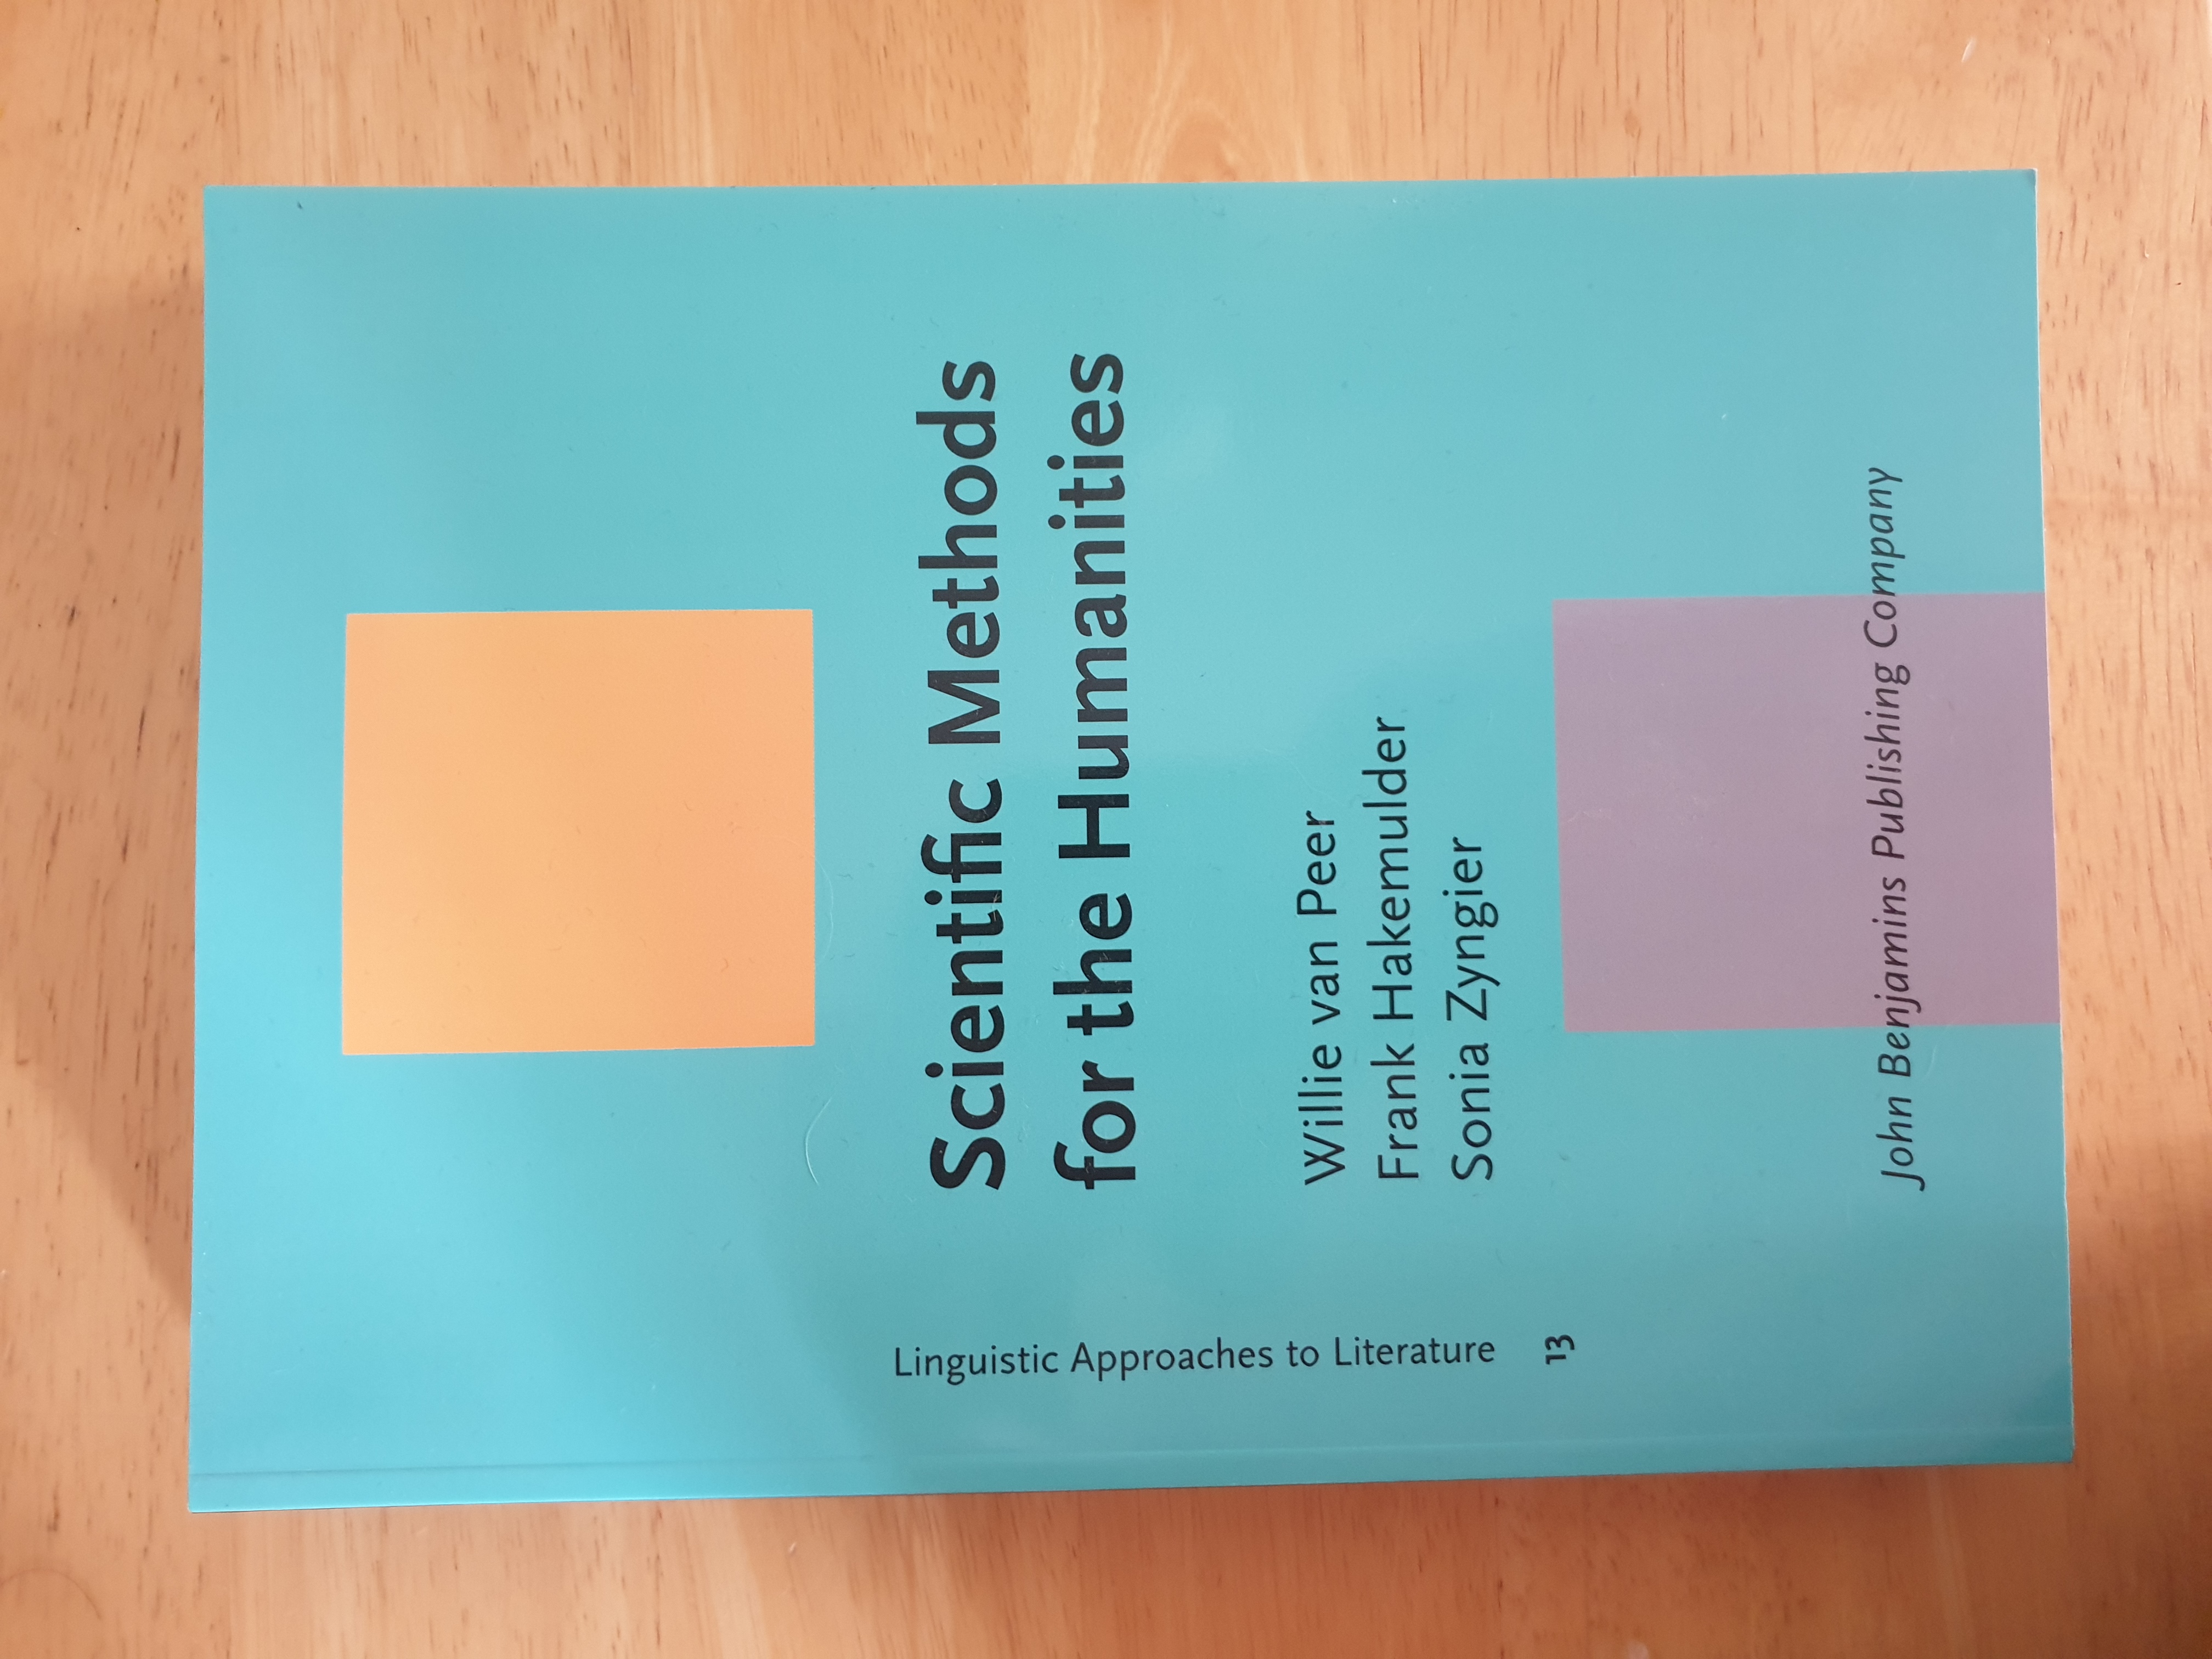 Scientific Methods
for the Humanities
Willie van Peer
Frank Hakemulder
Sonia Zyngier
Linguistic Approaches to Literature 13
John Benjamins Publishing Company